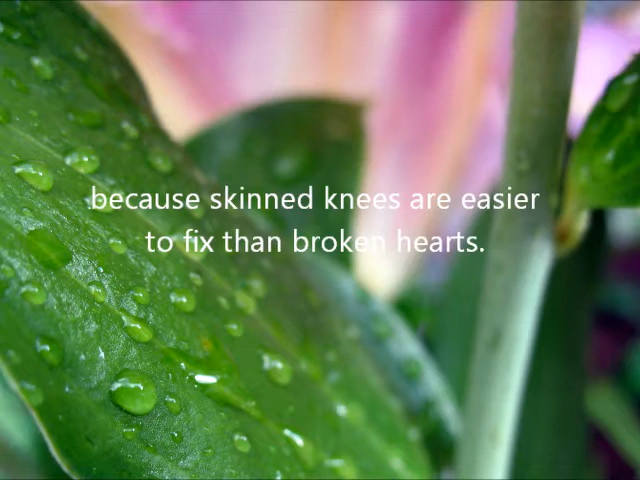 because skinned knees are easier
to fix than broken hearts.